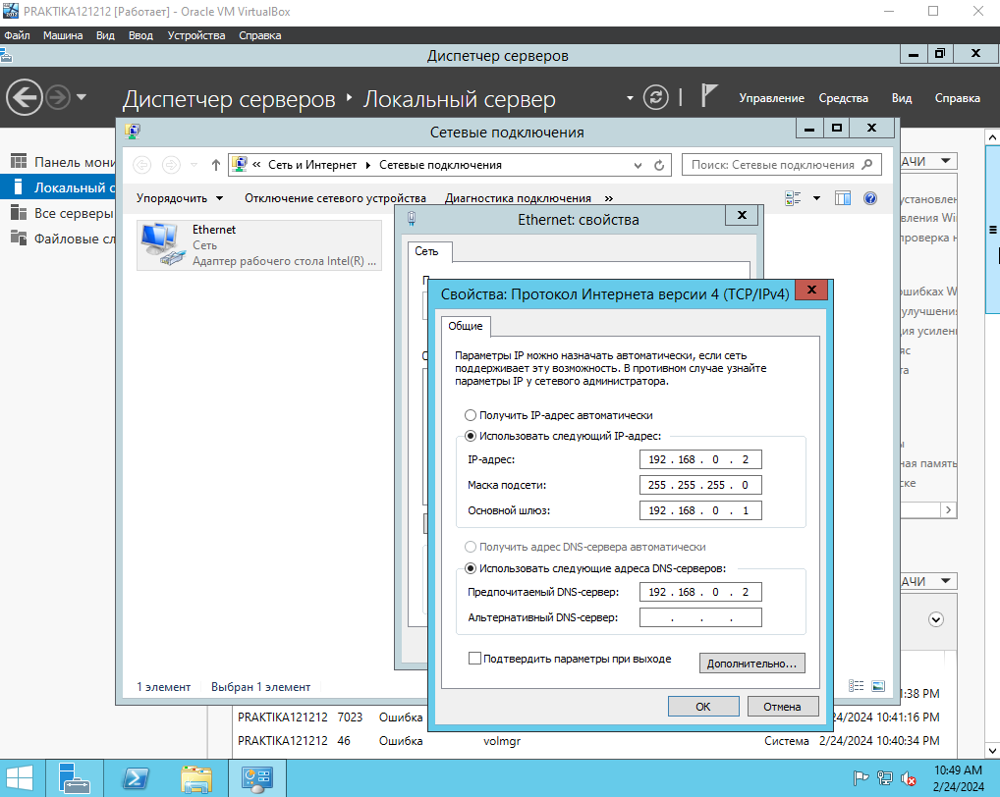 PRAKTIKA121212 [Работает] - Oracle VM VirtualBox
Файл Машина Вид Ввод Устройства Справка
Диспетчер серверов
Диспетчер серверов Локальный сервер
Управление Средства Вид Справка
Сетевые подключения
Панель мони
Локальный с
Все серверы
Файловые сл
« Сеть и Интернет Сетевые подключения
Поиск: Сетевые подключения
Упорядочить Отключение сетевого устройства Диагностика подключения »
Ethernet
Сеть
Адаптер рабочего стола Intel(R) ...
Ethernet: свойства
Сеть
Свойства: Протокол Интернета версии 4 (TCP/IPv4)
Общие
Параметры IP можно назначать автоматически, если сеть
поддерживает эту возможность. В противном случае узнайте
параметры IP у сетевого администратора.
Получить IP-адрес автоматически
Использовать следующий IP-адрес:
IP-адрес: 192 . 168 . 0 . 2
Маска подсети: 255 . 255 . 255 . 0
Основной шлюз: 192 . 168 . 0 . 1
Получить адрес DNS-сервера автоматически
Использовать следующие адреса DNS-серверов:
Предпочитаемый DNS-сервер: 192 . 168 . 0 . 2
Альтернативный DNS-сервер: . . .
Подтвердить параметры при выходе
Дополнительно...
OK Отмена
АЧИ
установлен
вления Wi
проверка н
ошибках W
улучшения
ия усилен
яс
та
ная память
ске
АЧИ
1 элемент Выбран 1 элемент
:38 PM
PRAKTIKA121212 7023 Ошибка
24/2024 10:41:16 PM
PRAKTIKA121212 46 Ошибка volmgr Система 2/24/2024 10:40:34 PM
10:49 AM
2/24/2024